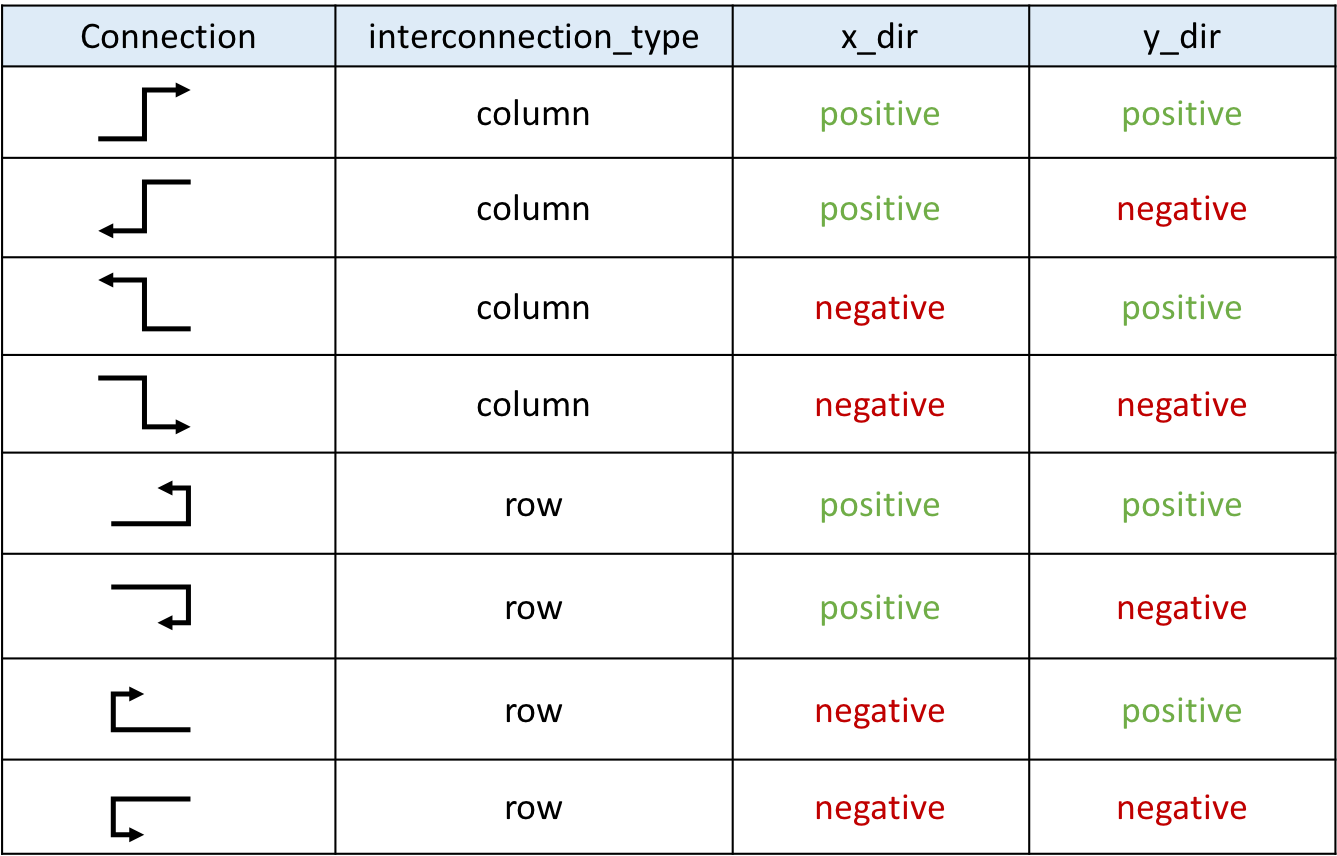 Connection interconnection_type x_dir y_dir
column positive positive
column positive negative
column negative positive
column negative negative
row positive positive
row positive negative
row negative positive
row negative negative